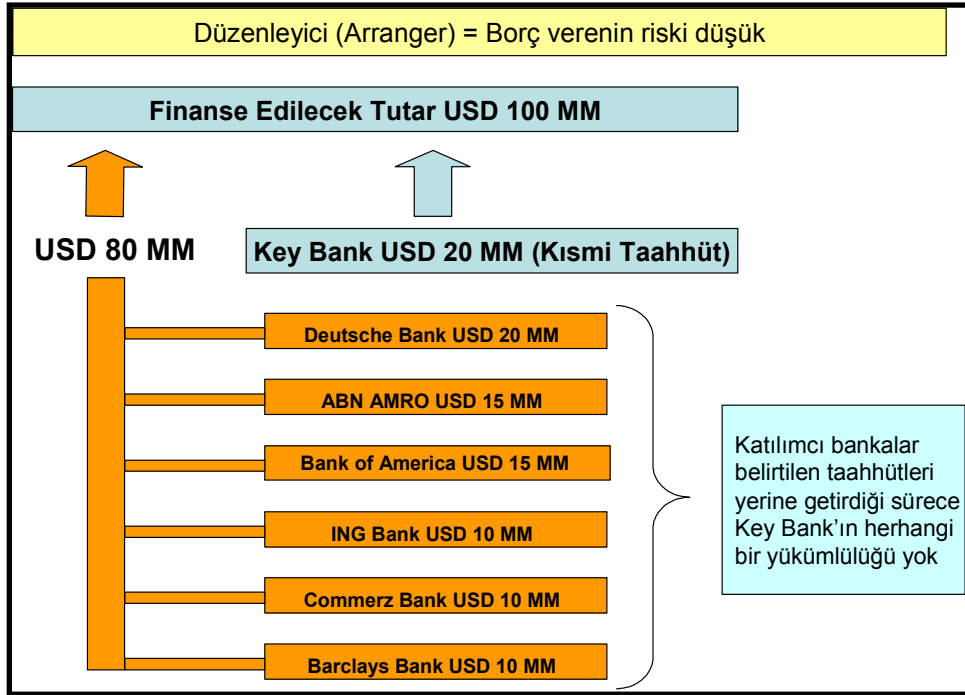 Düzenleyici (Arranger) = Borç verenin riski düşük
Finanse Edilecek Tutar USD 100 MM
USD 80 MM
Key Bank USD 20 MM (Kısmi Taahhüt)
Deutsche Bank USD 20 MM
ABN AMRO USD 15 MM
Bank of America USD 15 MM
ING Bank USD 10 MM
Commerz Bank USD 10 MM
Barclays Bank USD 10 MM
Katılımcı bankalar
belirtilen taahhütleri
yerine getirdiği sürece
Key Bank'ın herhangi
bir yükümlülüğü yok